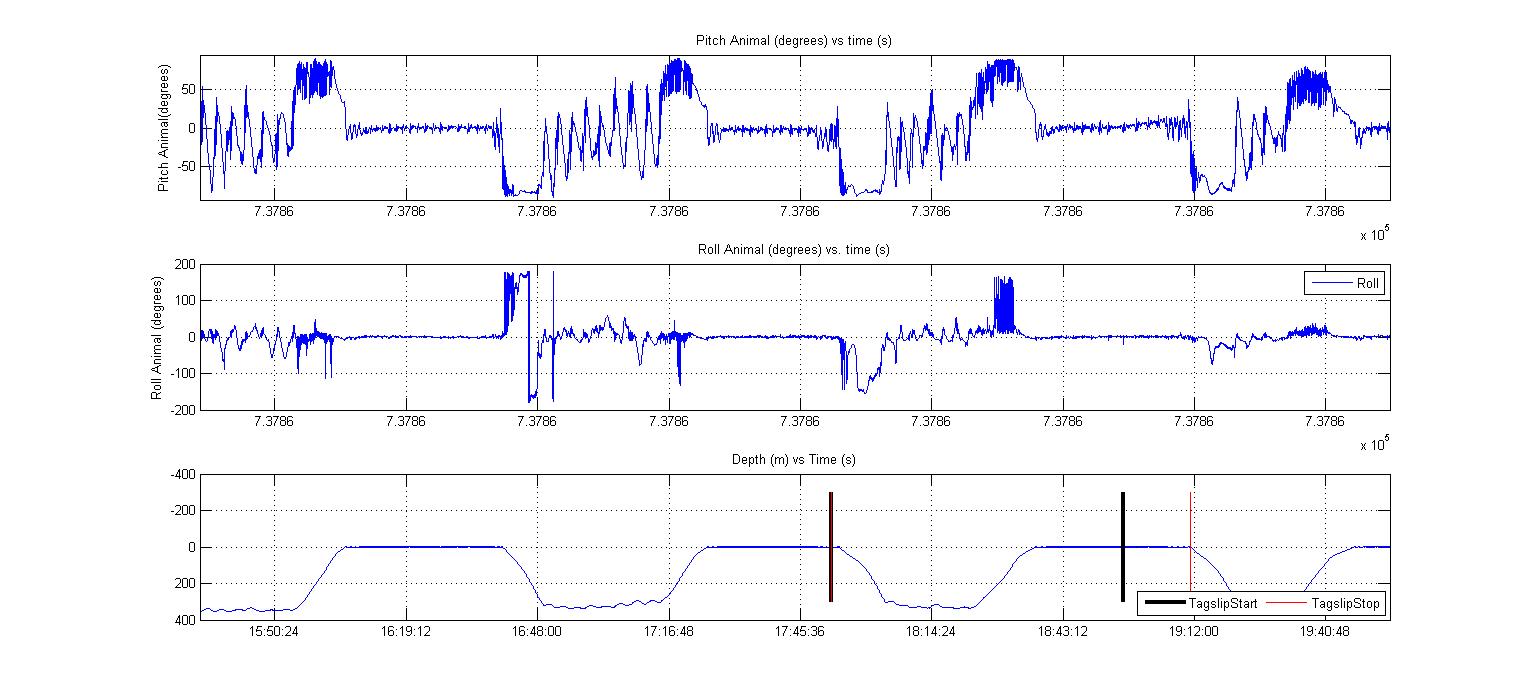 Pitch Animal (degrees) vs time (s)
Pitch Animal(degrees)
50
0
-50
7.3786 7.3786 7.3786 7.3786 7.3786 7.3786 7.3786 7.3786 7.3786
x 10^5
Roll Animal (degrees) vs. time (s)
Roll Animal (degrees)
200
100
0
-100
-200
Roll
7.3786 7.3786 7.3786 7.3786 7.3786 7.3786 7.3786 7.3786 7.3786
x 10^5
Depth (m) vs Time (s)
-400
-200
0
200
400
TagslipStart TagslipStop
15:50:24 16:19:12 16:48:00 17:16:48 17:45:36 18:14:24 18:43:12 19:12:00 19:40:48